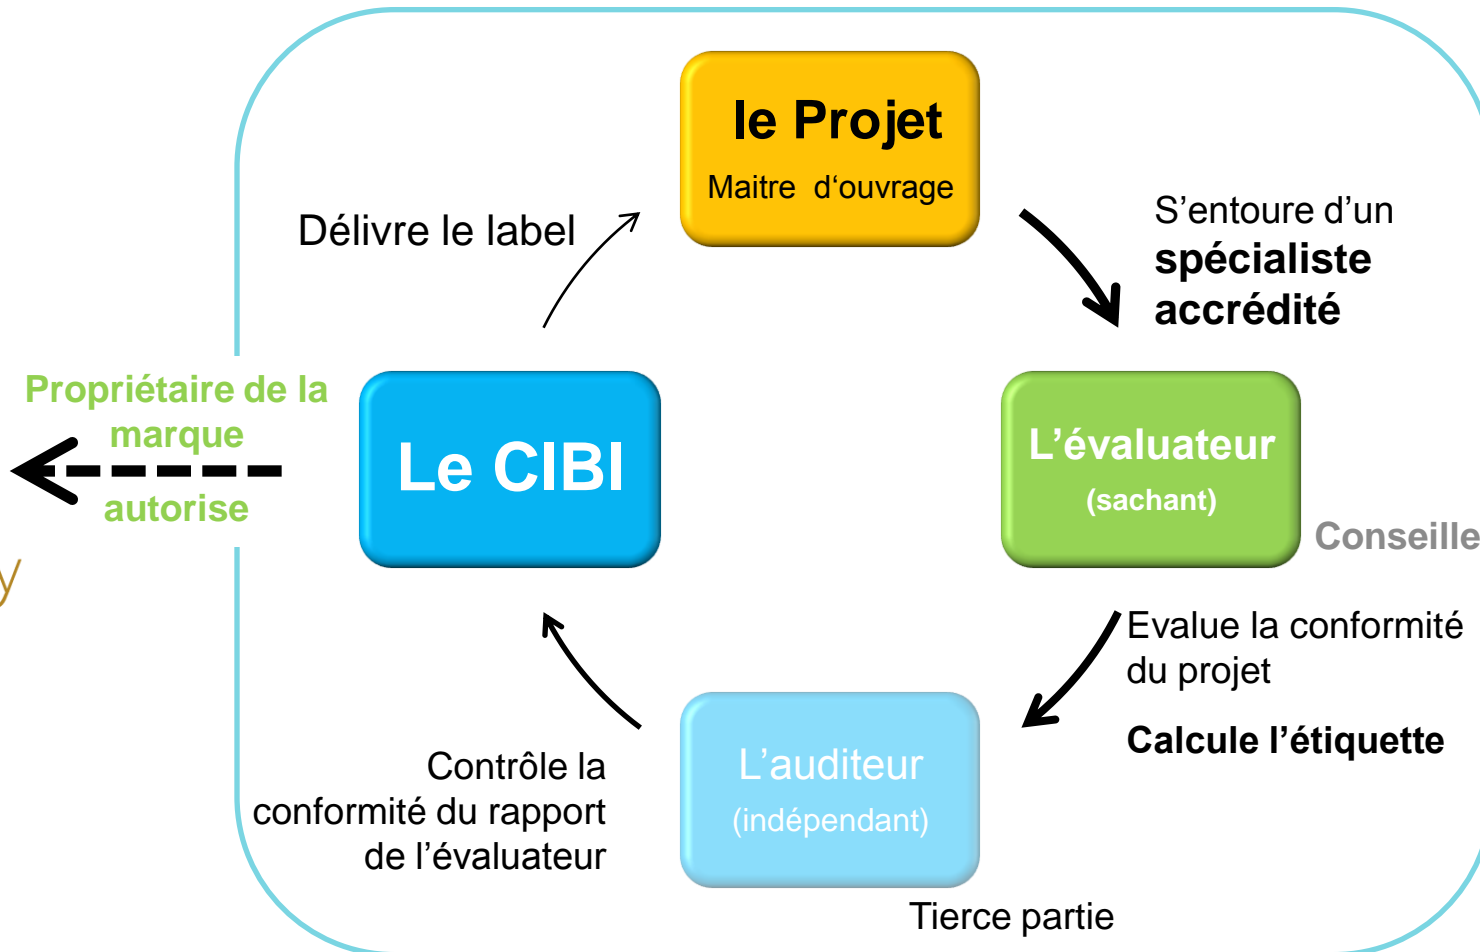 le Projet
Maitre d‘ouvrage
Délivre le label
S’entoure d’un
spécialiste
accrédité
Propriétaire de la
marque
autorise
Le CIBI
L’évaluateur
(sachant)
Conseille
y
Evalue la conformité
du projet
Calcule l’étiquette
L’auditeur
(indépendant)
Contrôle la
conformité du rapport
de l’évaluateur
Tierce partie